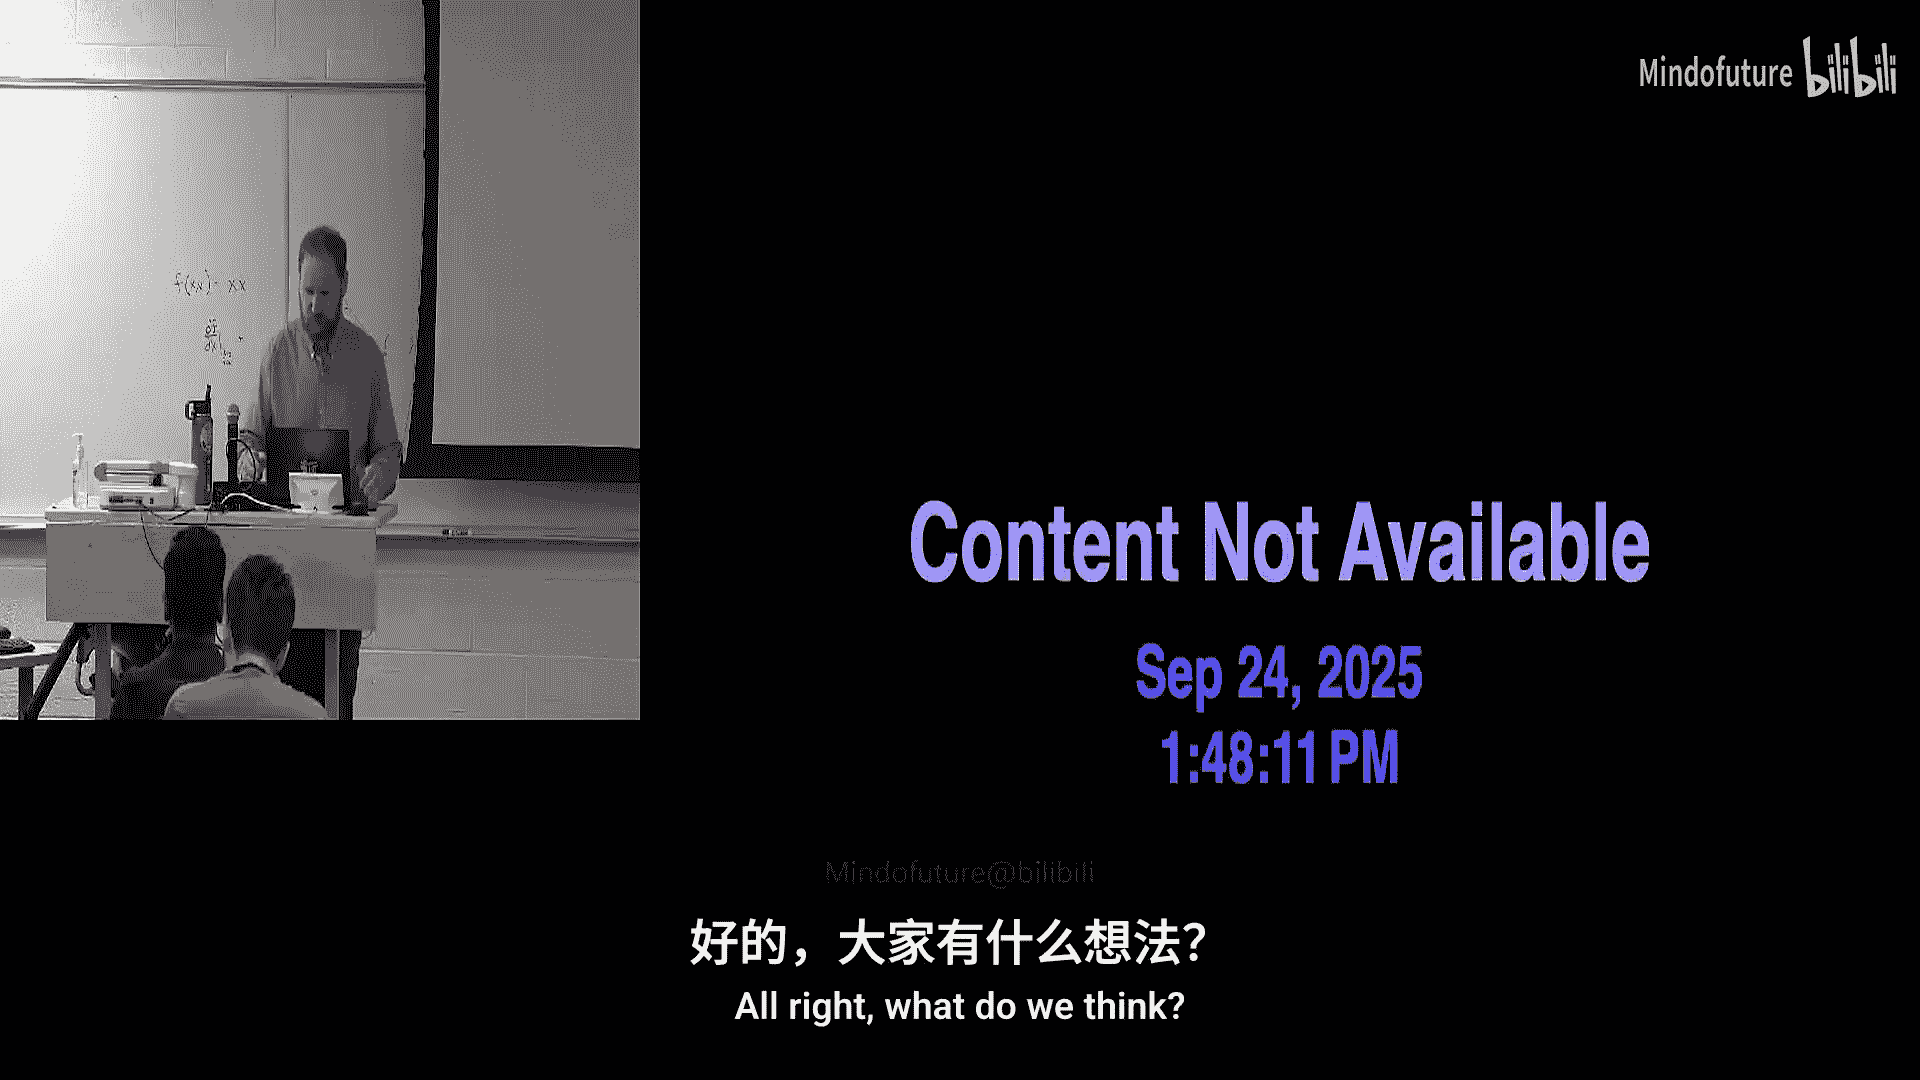 Mindofuture bilibili
f(x,x) = xx
Content Not Available
Sep 24, 2025
1:48:11 PM
Mindofuture@bilibili
好的，大家有什么想法？
All right, what do we think?